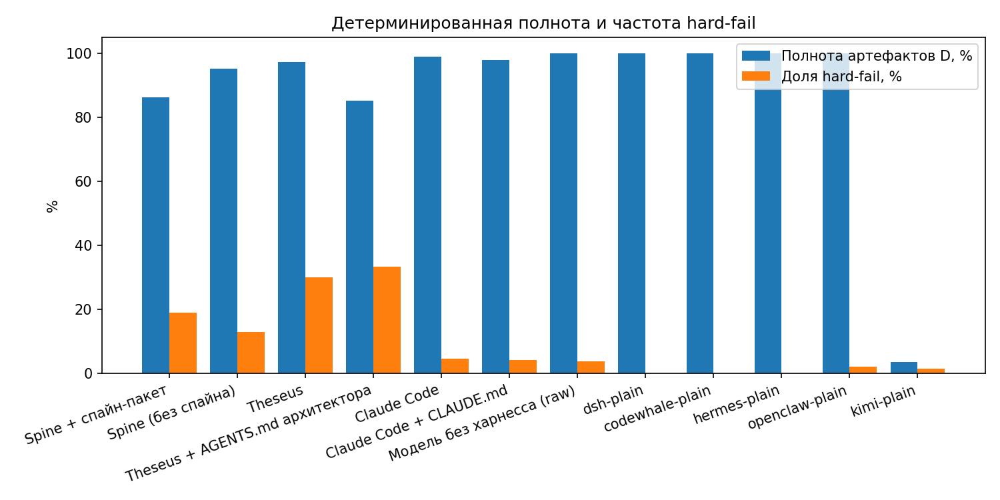 Детерминированная полнота и частота hard-fail
Полнота артефактов D, %
Доля hard-fail, %
%
100
80
60
40
20
0
Spine + спайн-пакет
Spine (без спайна)
Theseus
Theseus + AGENTS.md архитектора
Claude Code
Claude Code + CLAUDE.md
Модель без харнесса (raw)
dsh-plain
codewhale-plain
hermes-plain
openclaw-plain
kimi-plain